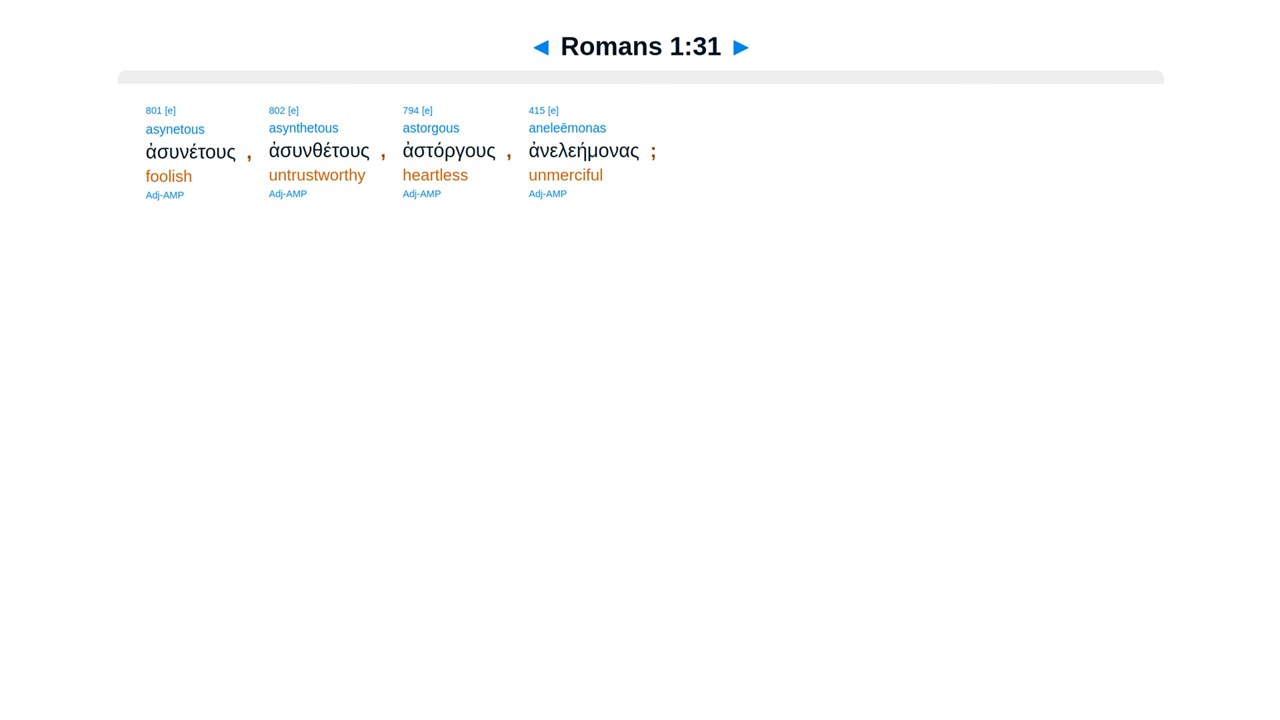 ◄ Romans 1:31 ►
801 [e] 802 [e] 794 [e] 415 [e]
asynetous asynthetous astorgous aneleēmonas
ἀσυνέτους , ἀσυνθέτους , ἀστόργους , ἀνελεήμονας ;
foolish untrustworthy heartless unmerciful
Adj-AMP Adj-AMP Adj-AMP Adj-AMP